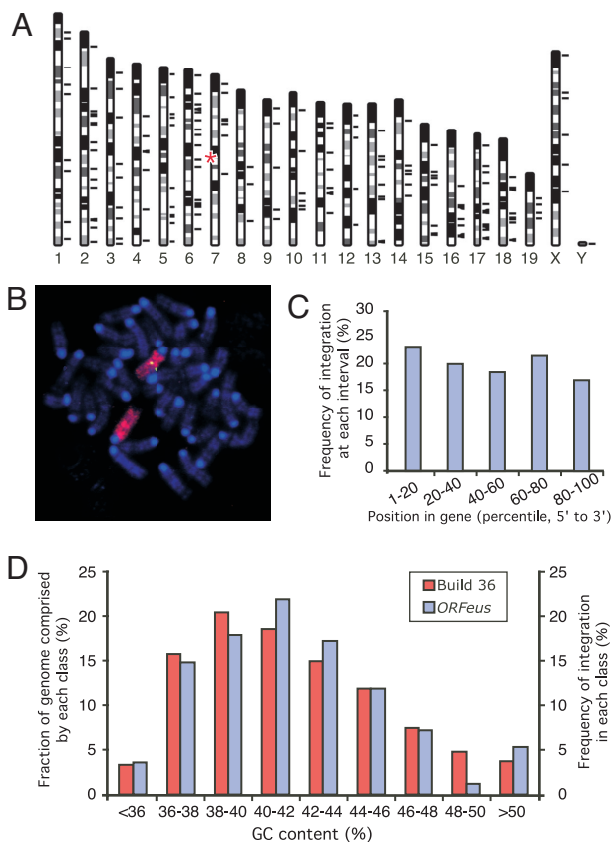 A
*
1 2 3 4 5 6 7 8 9 10 11 12 13 14 15 16 17 18 19 X Y
B
C
Frequency of integration
at each interval (%)
30
25
20
15
10
5
0
1-20 20-40 40-60 60-80 80-100
Position in gene (percentile, 5' to 3')
D
Fraction of genome comprised
by each class (%)
25
20
15
10
5
0
Build 36
ORFeus
25
20
15
10
5
0
Frequency of integration
in each class (%)
<36 36-38 38-40 40-42 42-44 44-46 46-48 48-50 >50
GC content (%)